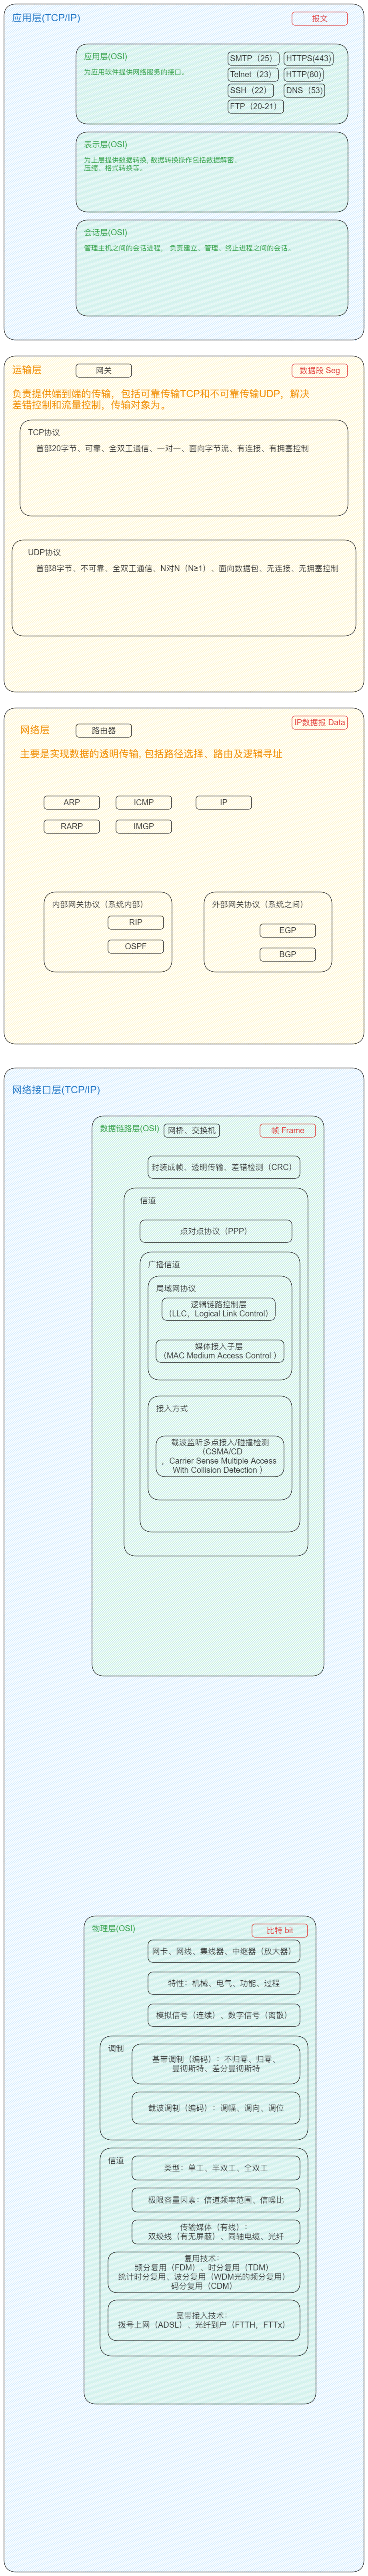 应用层(TCP/IP)
报文
应用层(OSI)
为应用软件提供网络服务的接口。
SMTP（25）
HTTPS(443)
Telnet（23）
HTTP(80)
SSH（22）
DNS（53)
FTP（20-21）
表示层(OSI)
为上层提供数据转换, 数据转换操作包括数据解密、
压缩、格式转换等。
会话层(OSI)
管理主机之间的会话进程， 负责建立、管理、终止进程之间的会话。
运输层
网关
数据段 Seg
负责提供端到端的传输，包括可靠传输TCP和不可靠传输UDP，解决
差错控制和流量控制，传输对象为。
TCP协议
首部20字节、可靠、全双工通信、一对一、面向字节流、有连接、有拥塞控制
UDP协议
首部8字节、不可靠、全双工通信、N对N（N≥1）、面向数据包、无连接、无拥塞控制
网络层
路由器
IP数据报 Data
主要是实现数据的透明传输, 包括路径选择、路由及逻辑寻址
ARP
ICMP
IP
RARP
IMGP
内部网关协议（系统内部）
RIP
OSPF
外部网关协议（系统之间）
EGP
BGP
网络接口层(TCP/IP)
数据链路层(OSI)
网桥、交换机
帧 Frame
封装成帧、透明传输、差错检测（CRC）
信道
点对点协议（PPP）
广播信道
局域网协议
逻辑链路控制层
（LLC，Logical Link Control）
媒体接入子层
（MAC Medium Access Control ）
接入方式
载波监听多点接入/碰撞检测
（CSMA/CD
，Carrier Sense Multiple Access
With Collision Detection ）
物理层(OSI)
比特 bit
网卡、网线、集线器、中继器（放大器）
特性：机械、电气、功能、过程
模拟信号（连续）、数字信号（离散）
调制
基带调制（编码）：不归零、归零、
曼彻斯特、差分曼彻斯特
载波调制（编码）：调幅、调向、调位
信道
类型：单工、半双工、全双工
极限容量因素：信道频率范围、信噪比
传输媒体（有线）：
双绞线（有无屏蔽）、同轴电缆、光纤
复用技术：
频分复用（FDM）、时分复用（TDM）
统计时分复用、波分复用（WDM光的频分复用）
码分复用（CDM）
宽带接入技术：
拨号上网（ADSL）、光纤到户（FTTH，FTTx）